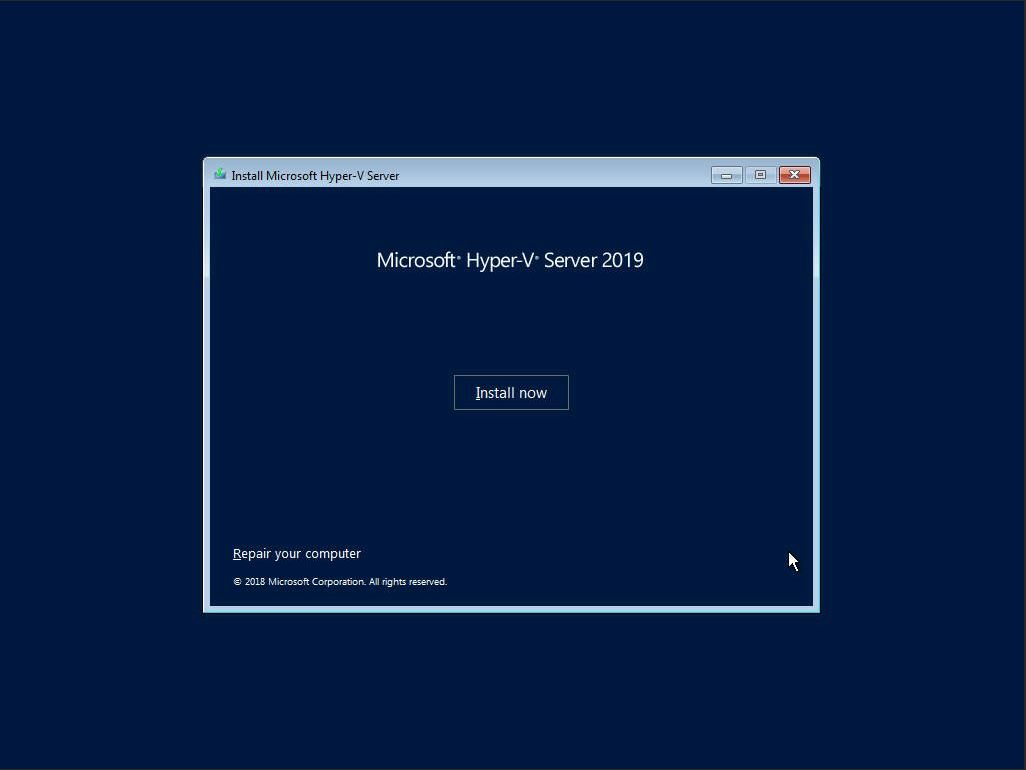 Install Microsoft Hyper-V Server
Microsoft® Hyper-V® Server 2019
Install now
Repair your computer
© 2018 Microsoft Corporation. All rights reserved.